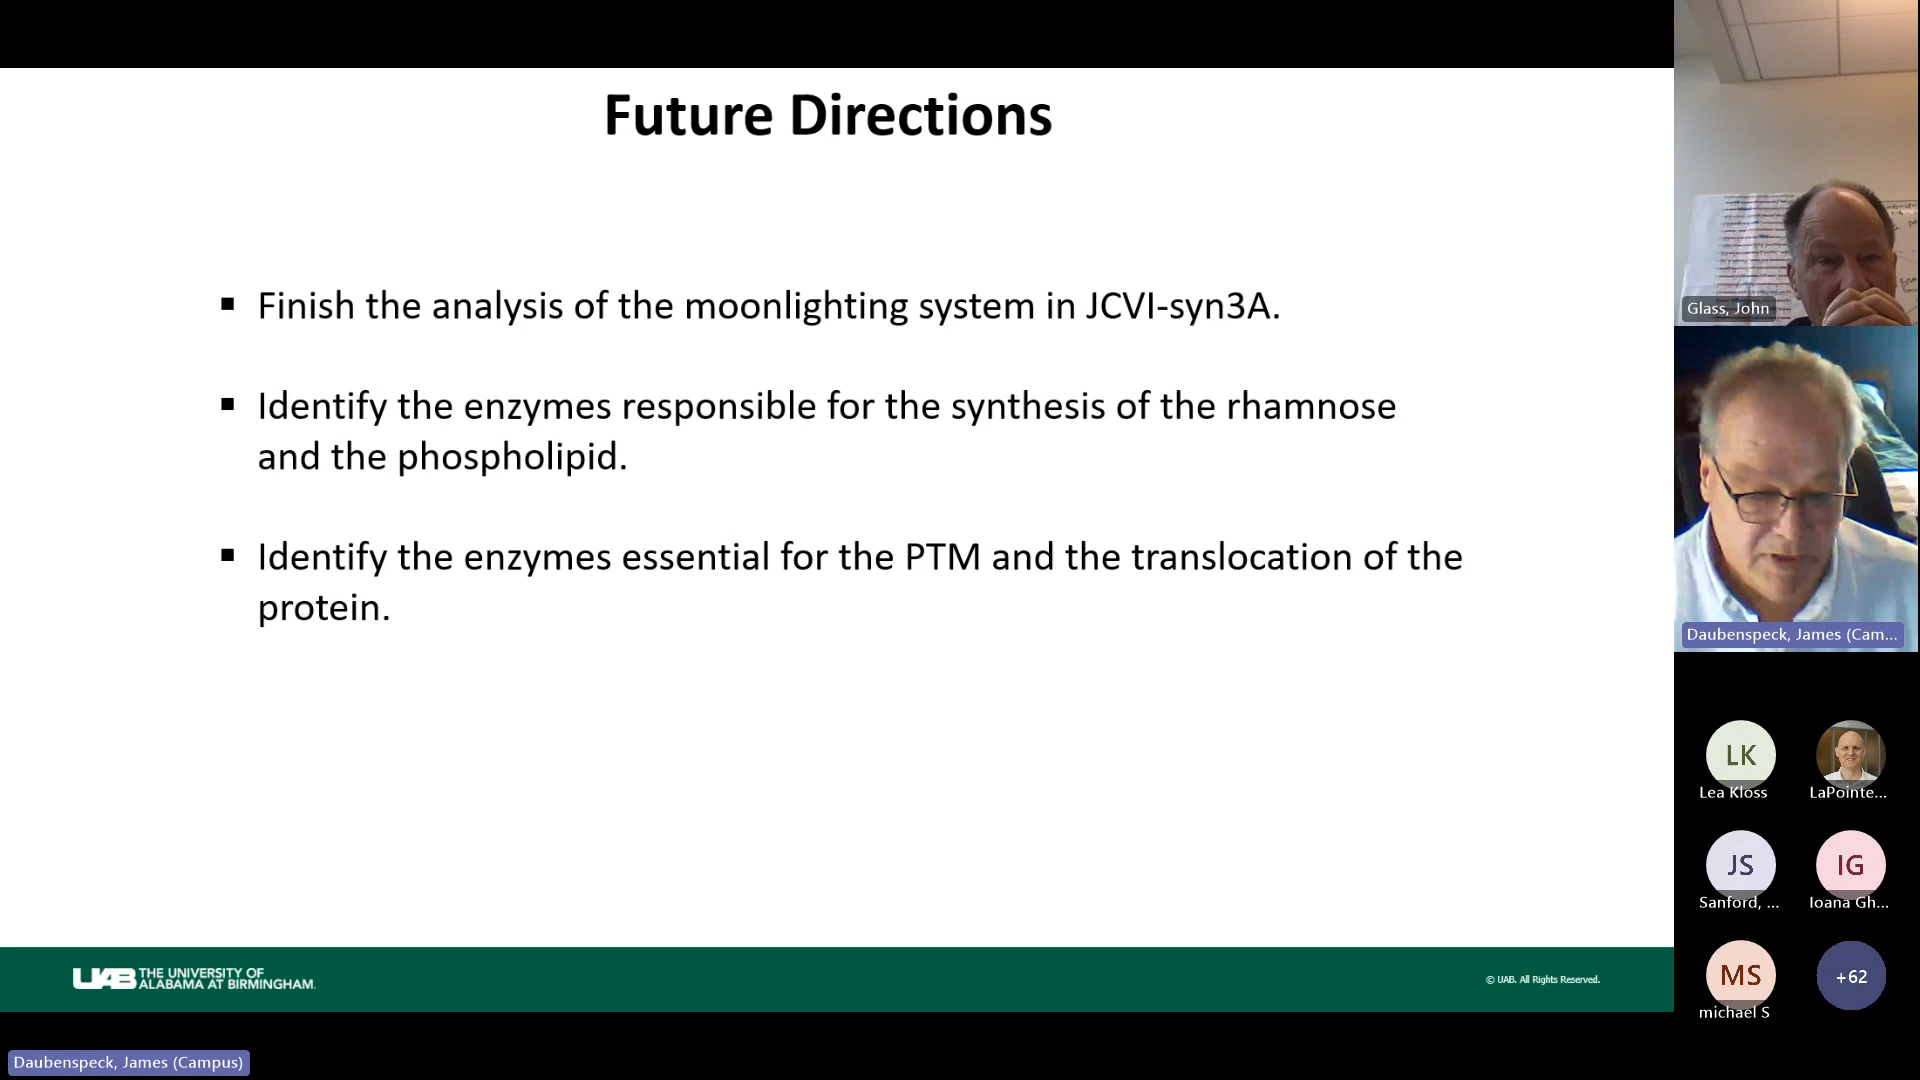 Future Directions
▪ Finish the analysis of the moonlighting system in JCVI-syn3A.
▪ Identify the enzymes responsible for the synthesis of the rhamnose
and the phospholipid.
▪ Identify the enzymes essential for the PTM and the translocation of the
protein.
UAB THE UNIVERSITY OF
ALABAMA AT BIRMINGHAM.
© UAB. All Rights Reserved.
Daubenspeck, James (Campus)
Glass, John
Daubenspeck, James (Cam...
LK
Lea Kloss
LaPointe...
JS
Sanford, ...
IG
Ioana Gh...
MS
michael S
+62